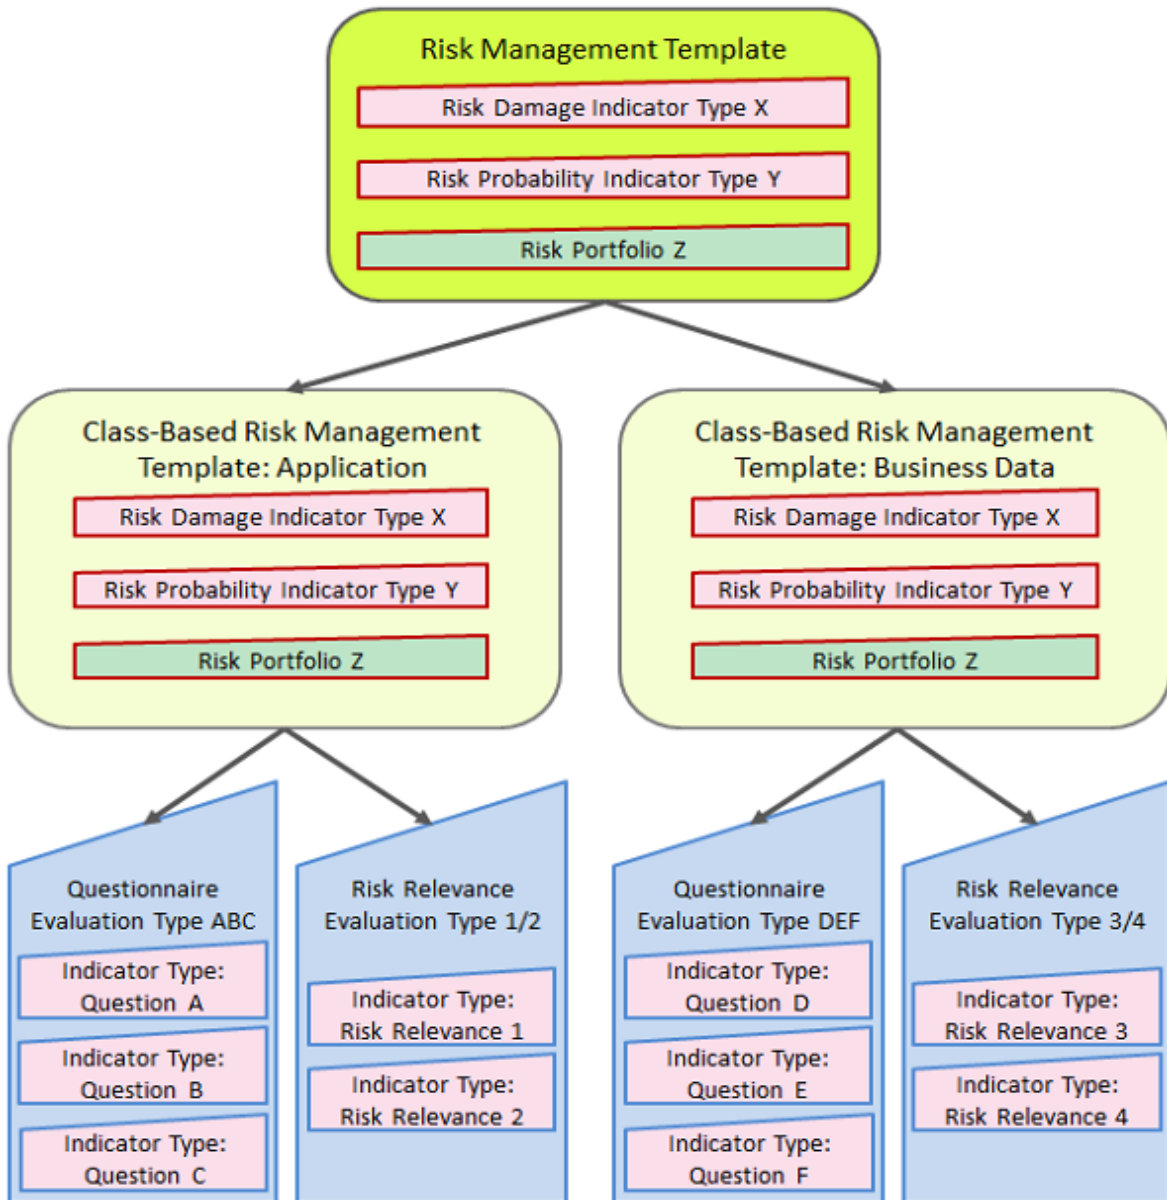 Risk Management Template
Risk Damage Indicator Type X
Risk Probability Indicator Type Y
Risk Portfolio Z
Class-Based Risk Management
Template: Application
Risk Damage Indicator Type X
Risk Probability Indicator Type Y
Risk Portfolio Z
Class-Based Risk Management
Template: Business Data
Risk Damage Indicator Type X
Risk Probability Indicator Type Y
Risk Portfolio Z
Questionnaire
Evaluation Type ABC
Indicator Type:
Question A
Indicator Type:
Question B
Indicator Type:
Question C
Risk Relevance
Evaluation Type 1/2
Indicator Type:
Risk Relevance 1
Indicator Type:
Risk Relevance 2
Questionnaire
Evaluation Type DEF
Indicator Type:
Question D
Indicator Type:
Question E
Indicator Type:
Question F
Risk Relevance
Evaluation Type 3/4
Indicator Type:
Risk Relevance 3
Indicator Type:
Risk Relevance 4